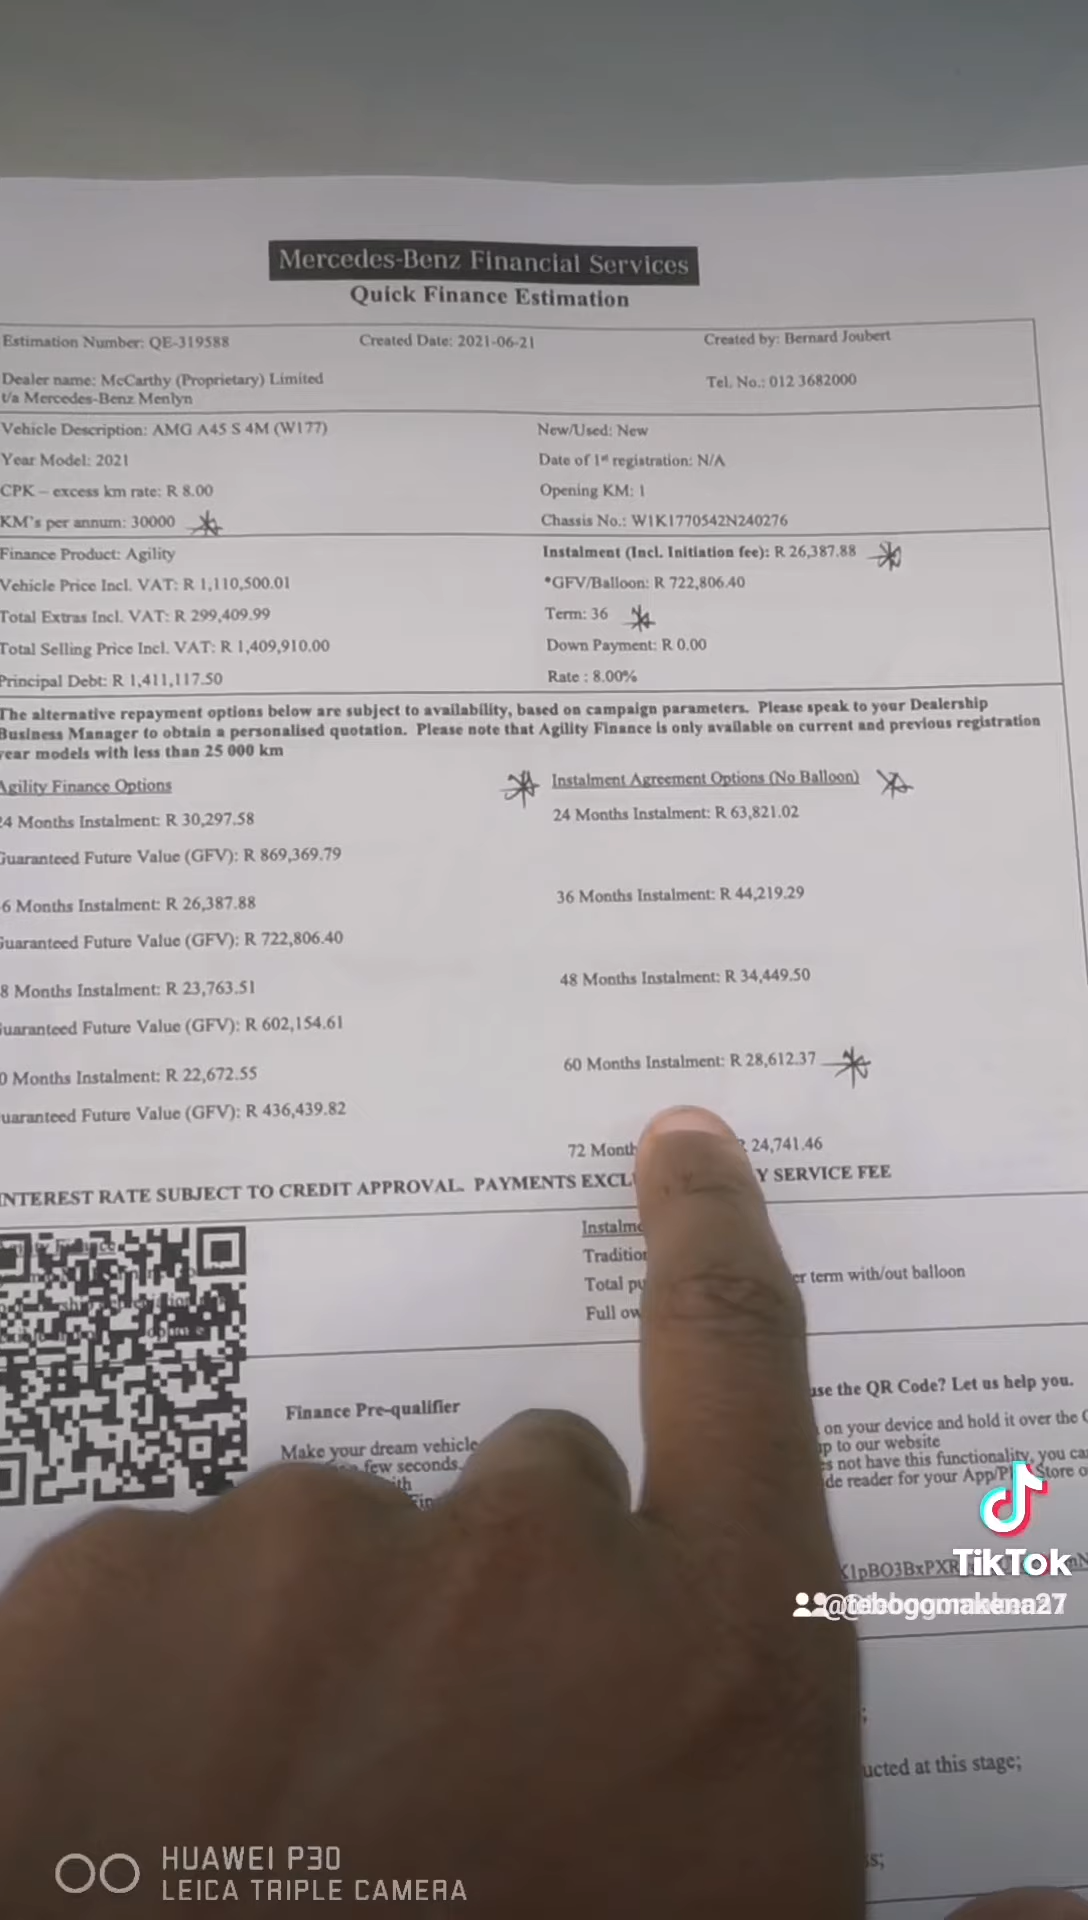 Mercedes-Benz Financial Services
Quick Finance Estimation
Estimation Number: QE-319588 Created Date: 2021-06-21 Created by: Bernard Joubert
Dealer name: McCarthy (Proprietary) Limited Tel. No.: 012 3682000
t/a Mercedes-Benz Menlyn
Vehicle Description: AMG A45 S 4M (W177) New/Used: New
Year Model: 2021 Date of 1st registration: N/A
CPK – excess km rate: R 8.00 Opening KM: 1
KM's per annum: 30000 Chassis No.: W1K1770542N240276
Finance Product: Agility Instalment (Incl. Initiation fee): R 26,387.88
Vehicle Price Incl. VAT: R 1,110,500.01 *GFV/Balloon: R 722,806.40
Total Extras Incl. VAT: R 299,409.99 Term: 36
Total Selling Price Incl. VAT: R 1,409,910.00 Down Payment: R 0.00
Principal Debt: R 1,411,117.50 Rate : 8.00%
The alternative repayment options below are subject to availability, based on campaign parameters. Please speak to your Dealership
Business Manager to obtain a personalised quotation. Please note that Agility Finance is only available on current and previous registration
year models with less than 25 000 km
Agility Finance Options Instalment Agreement Options (No Balloon)
24 Months Instalment: R 30,297.58 24 Months Instalment: R 63,821.02
Guaranteed Future Value (GFV): R 869,369.79
6 Months Instalment: R 26,387.88 36 Months Instalment: R 44,219.29
Guaranteed Future Value (GFV): R 722,806.40
8 Months Instalment: R 23,763.51 48 Months Instalment: R 34,449.50
Guaranteed Future Value (GFV): R 602,154.61
0 Months Instalment: R 22,672.55 60 Months Instalment: R 28,612.37
uaranteed Future Value (GFV): R 436,439.82
72 Month 24,741.46
INTEREST RATE SUBJECT TO CREDIT APPROVAL. PAYMENTS EXCL Y SERVICE FEE
Instalme
Tradition
Total pu er term with/out balloon
Full ow
Finance Pre-qualifier use the QR Code? Let us help you.
Make your dream vehicle on your device and hold it over the
few seconds. up to our website
ith es not have this functionality, you ca
de reader for your App/Pl Store o
K1pBO3BxPXR
TikTok
ucted at this stage;
HUAWEI P30
LEICA TRIPLE CAMERA